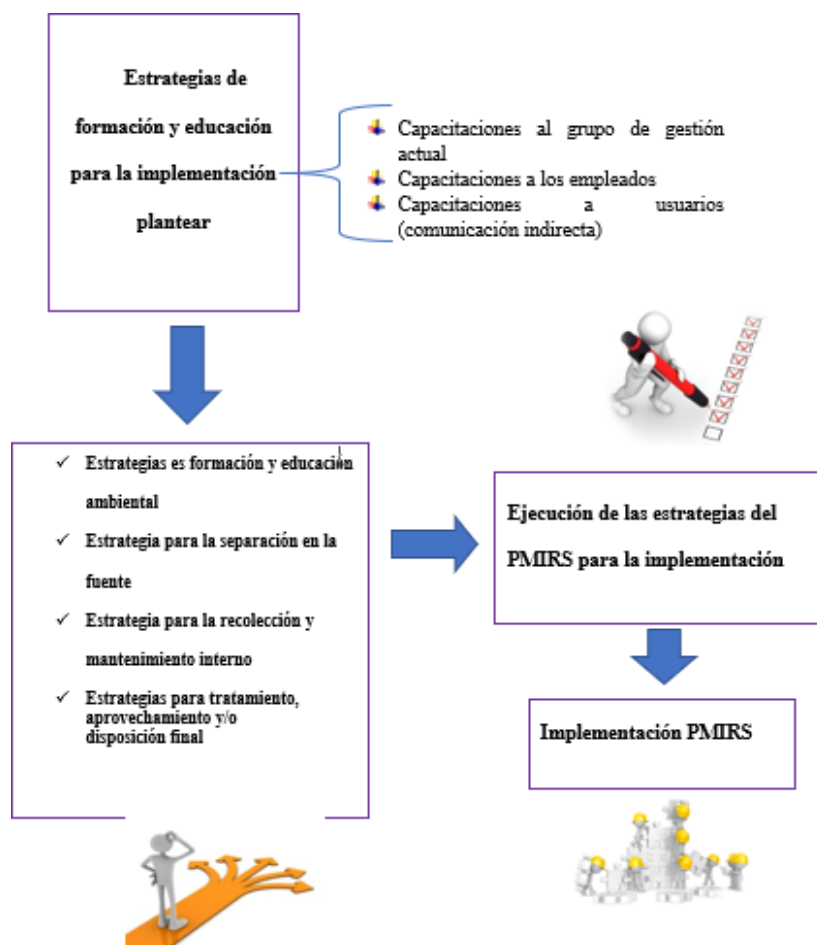 Estrategias de
formación y educación
para la implementación
plantear
Capacitaciones al grupo de gestión
actual
Capacitaciones a los empleados
Capacitaciones a usuarios
(comunicación indirecta)
✓ Estrategias es formación y educación
ambiental
✓ Estrategia para la separación en la
fuente
✓ Estrategia para la recolección y
mantenimiento interno
✓ Estrategias para tratamiento,
aprovechamiento y/o
disposición final
Ejecución de las estrategias del
PMIRS para la implementación
Implementación PMIRS